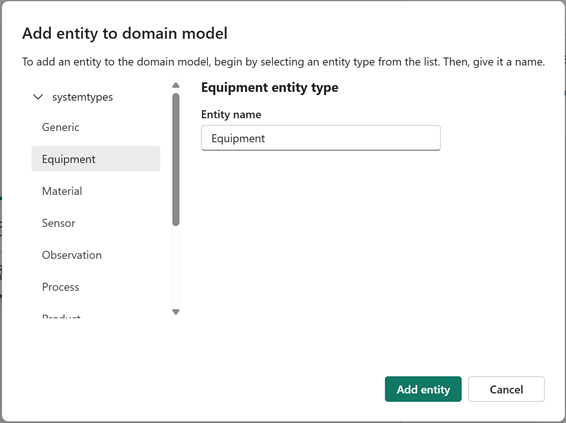 Add entity to domain model
To add an entity to the domain model, begin by selecting an entity type from the list. Then, give it a name.
systemtypes
Generic
Equipment
Material
Sensor
Observation
Process
Product
Equipment entity type
Entity name
Equipment
Add entity
Cancel